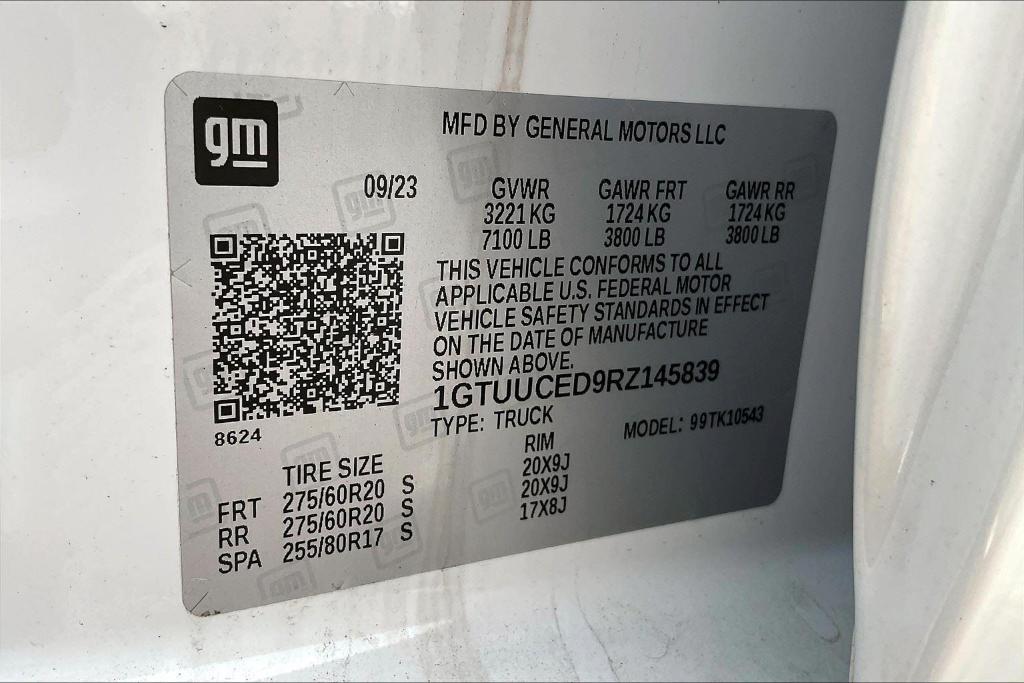 gm
MFD BY GENERAL MOTORS LLC
09/23 GVWR GAWR FRT GAWR RR
3221 KG 1724 KG 1724 KG
7100 LB 3800 LB 3800 LB
THIS VEHICLE CONFORMS TO ALL
APPLICABLE U.S. FEDERAL MOTOR
VEHICLE SAFETY STANDARDS IN EFFECT
ON THE DATE OF MANUFACTURE
SHOWN ABOVE.
1GTUUCED9RZ145839
TYPE: TRUCK MODEL: 99TK10543
8624
TIRE SIZE RIM
FRT 275/60R20 S 20X9J
RR 275/60R20 S 20X9J
SPA 255/80R17 S 17X8J